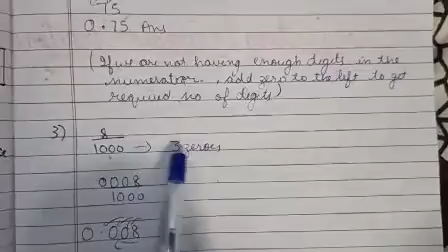 75
0.75 Ans
(If we are not having enough digits in the
numerator, add zero to the left to get
required no of digits)
3) 8
1000 → 3 zeroes
0008
1000
0.008